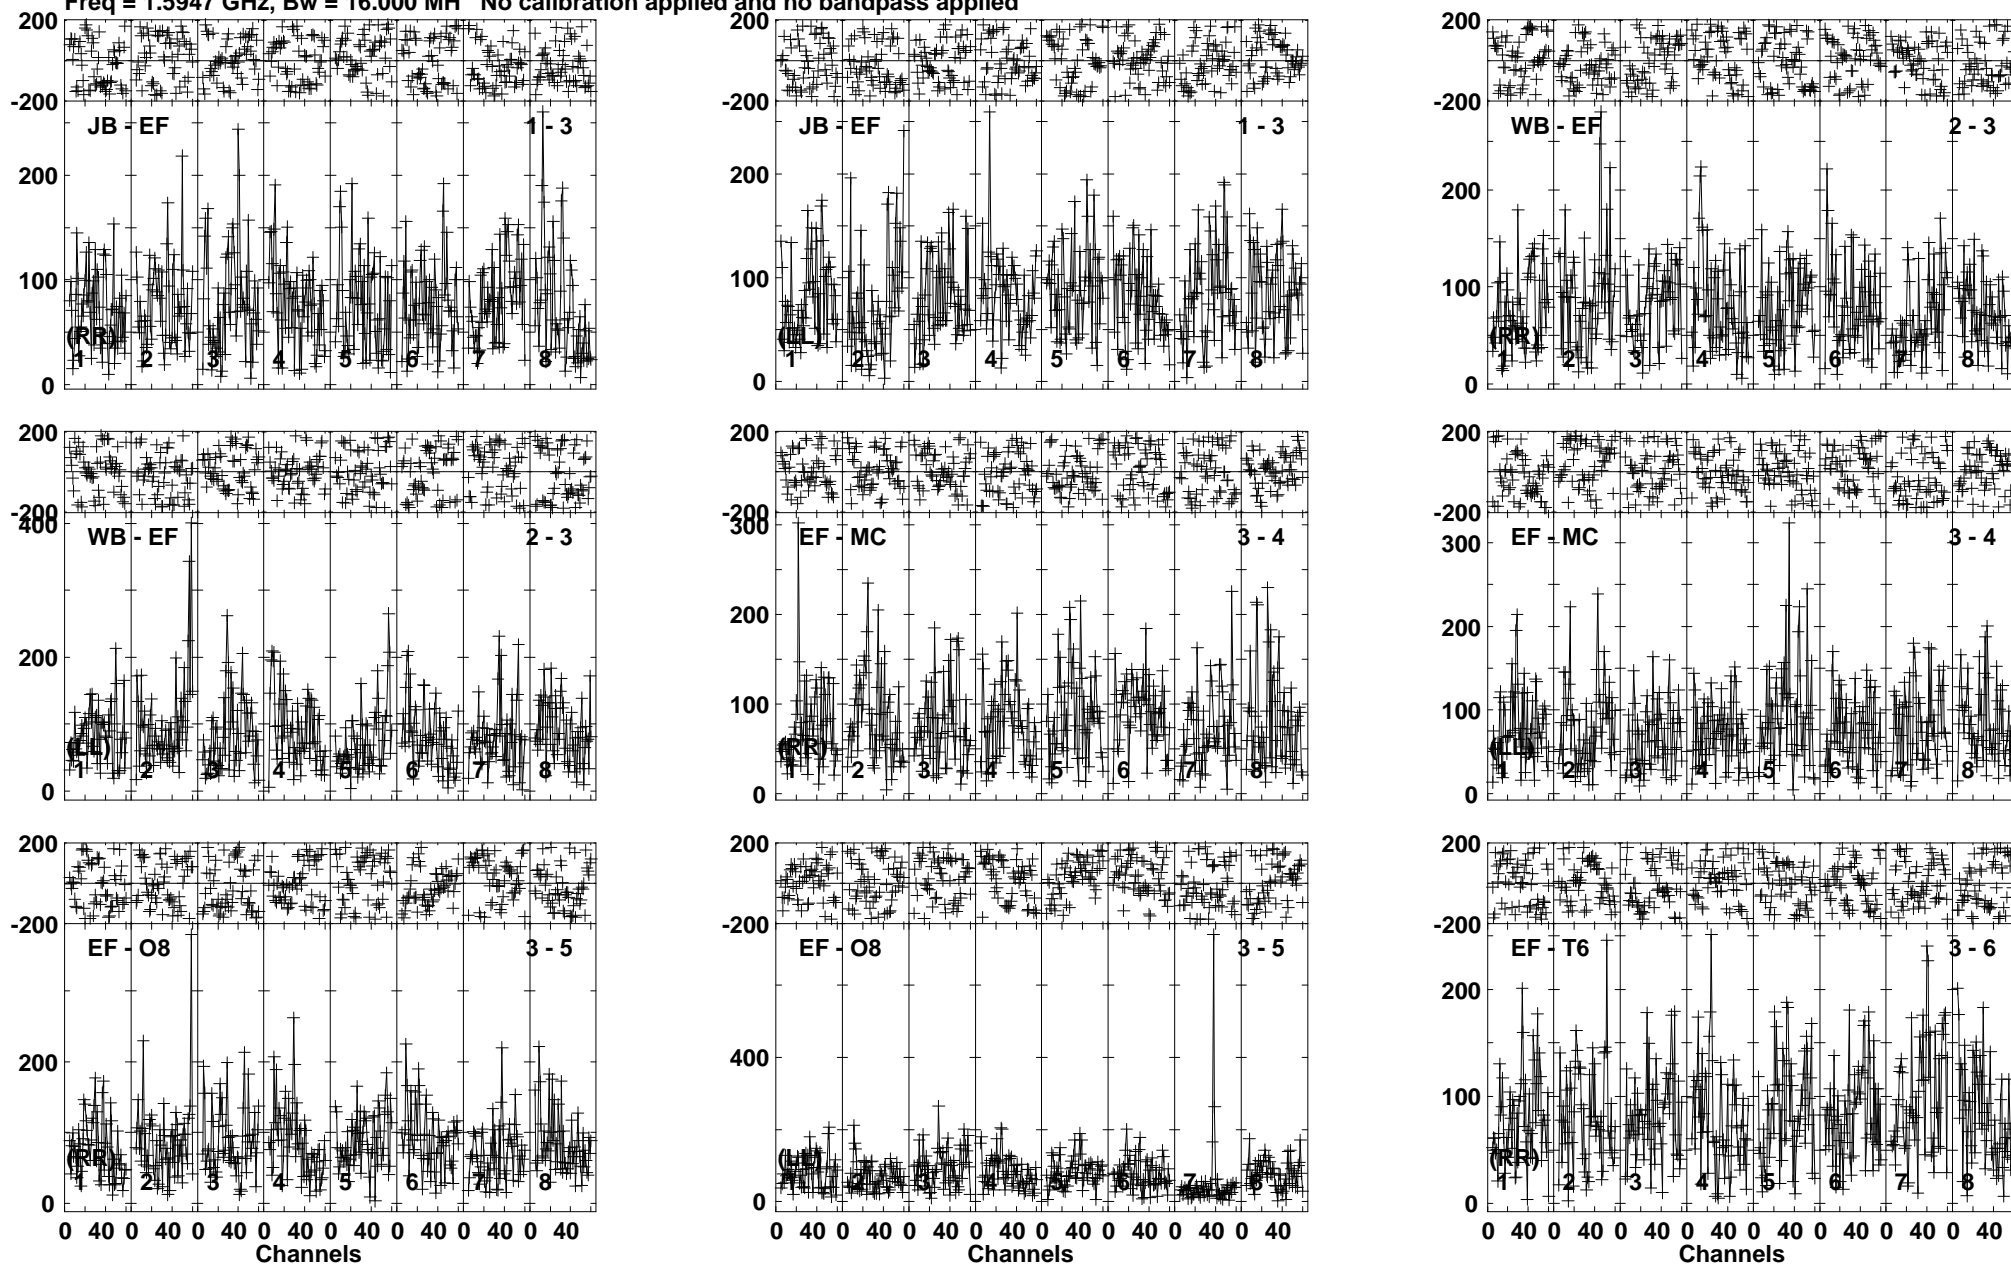 Freq = 1.5947 GHz, Bw = 16.000 MH No calibration applied and no bandpass applied
200 200 200
-200 -200 -200
JB - EF 1 - 3 JB - EF 1 - 3 WB - EF 2 - 3
200 200 200
100 100 100
(RR) (LL) (RR)
1 2 3 4 5 6 7 8 1 2 3 4 5 6 7 8 1 2 3 4 5 6 7 8
0 0 0
200 200 200
-200 -200 -200
400 300
WB - EF 2 - 3 EF - MC 3 - 4 EF - MC 3 - 4
300
200 200 200
100 100
(LL) (RR) (LL)
1 2 3 4 5 6 7 8 1 2 3 4 5 6 7 8 1 2 3 4 5 6 7 8
0 0 0
200 200 200
-200 -200 -200
EF - O8 3 - 5 EF - O8 3 - 5 EF - T6 3 - 6
200 400 200
100 200 100
(RR) (LL) (RR)
1 2 3 4 5 6 7 8 1 2 3 4 5 6 7 8 1 2 3 4 5 6 7 8
0 0 0
0 40 0 40 0 40 0 40 0 40 0 40 0 40 0 40 0 40 0 40 0 40 0 40 0 40 0 40 0 40 0 40 0 40 0 40 0 40 0 40 0 40 0 40 0 40 0 40
Channels Channels Channels